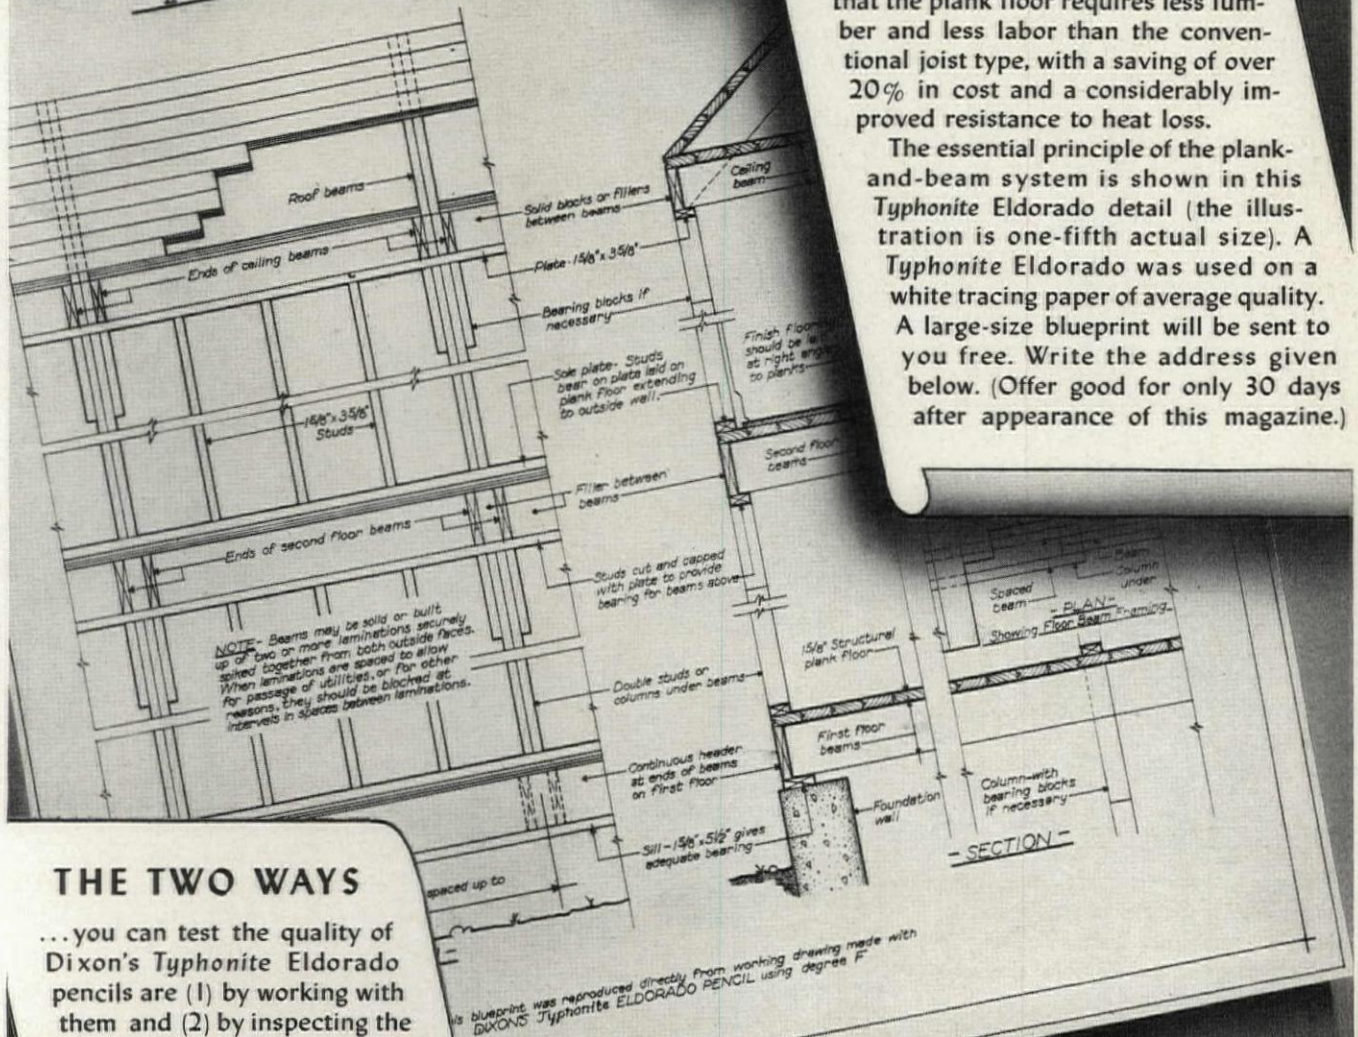 that the plank floor requires less lum-
ber and less labor than the conven-
tional joist type, with a saving of over
20% in cost and a considerably im-
proved resistance to heat loss.
The essential principle of the plank-
and-beam system is shown in this
Typhonite Eldorado detail (the illus-
tration is one-fifth actual size). A
Typhonite Eldorado was used on a
white tracing paper of average quality.
A large-size blueprint will be sent to
you free. Write the address given
below. (Offer good for only 30 days
after appearance of this magazine.)
Roof beams
Ends of ceiling beams
1 5/8" x 3 5/8"
Studs
Ends of second floor beams
NOTE- Beams may be solid or built
up of two or more laminations securely
spiked together from both outside faces.
When laminations are spaced to allow
for passage of utilities, or for other
reasons, they should be blocked at
intervals in spaces between laminations.
Solid blocks or fillers
between beams
Plate-1 5/8" x 3 5/8"
Bearing blocks if
necessary
Sole plate- Studs
bear on plate laid on
plank floor extending
to outside wall.
Filler between
beams
Studs cut and capped
with plate to provide
bearing for beams above
Double studs or
columns under beams
Continuous header
at ends of beams
on first floor
Sill-1 5/8" x 5 1/2" gives
adequate bearing
Ceiling
beam
Finish
should be
at right
to planks
Second floor
beams
1 5/8" Structural
plank floor
First floor
beams
Foundation
wall
Spaced
beam
Column
under
-PLAN-
Showing Floor Beam Framing
Column-with
bearing blocks
if necessary
-SECTION-
spaced up to
blueprint was reproduced directly from working drawing made with
DIXON'S Typhonite ELDORADO PENCIL using degree F
THE TWO WAYS
...you can test the quality of
Dixon's Typhonite Eldorado
pencils are (1) by working with
them and (2) by inspecting the